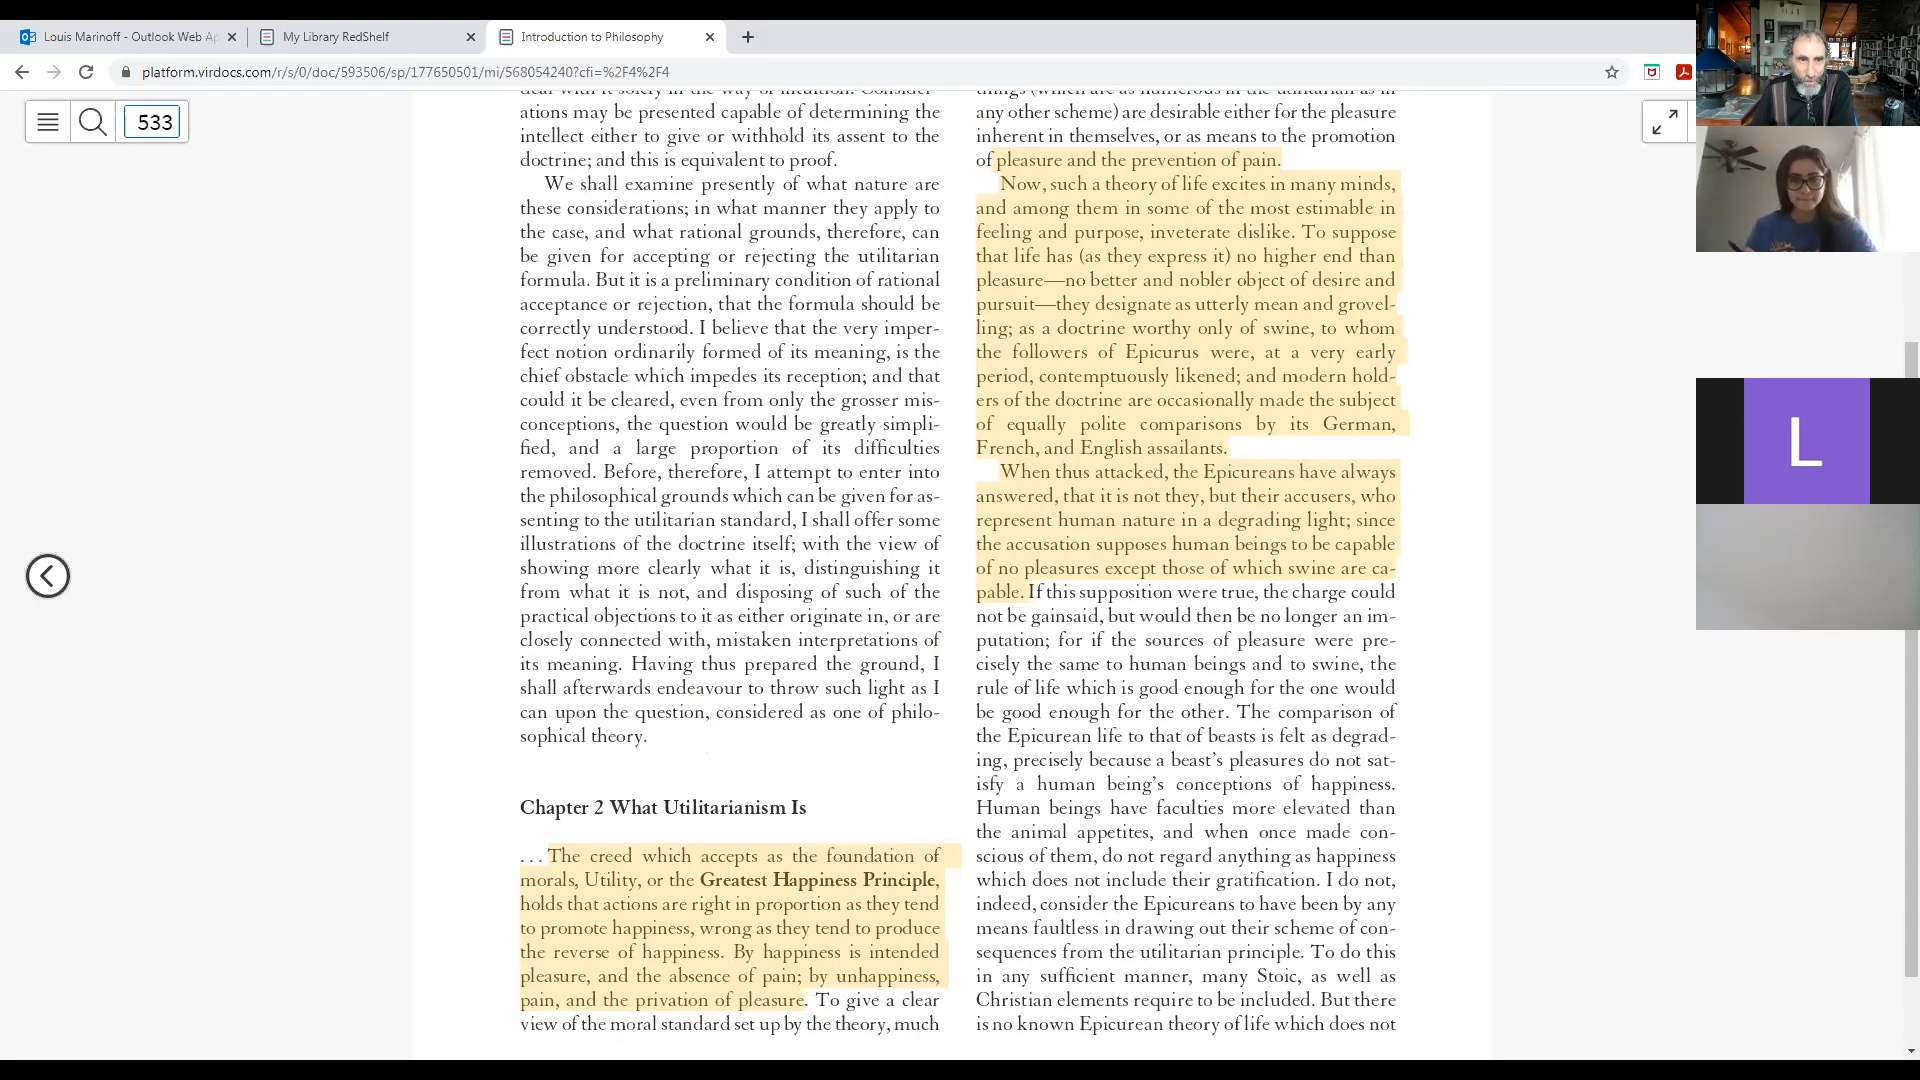 Louis Marinoff - Outlook Web Ap
My Library RedShelf
Introduction to Philosophy
platform.virdocs.com/r/s/0/doc/593506/sp/177650501/mi/568054240?cfi=%2F4%2F4
533
deal with it solely in the way of intuition. Consider-
ations may be presented capable of determining the
intellect either to give or withhold its assent to the
doctrine; and this is equivalent to proof.
We shall examine presently of what nature are
these considerations; in what manner they apply to
the case, and what rational grounds, therefore, can
be given for accepting or rejecting the utilitarian
formula. But it is a preliminary condition of rational
acceptance or rejection, that the formula should be
correctly understood. I believe that the very imper-
fect notion ordinarily formed of its meaning, is the
chief obstacle which impedes its reception; and that
could it be cleared, even from only the grosser mis-
conceptions, the question would be greatly simpli-
fied, and a large proportion of its difficulties
removed. Before, therefore, I attempt to enter into
the philosophical grounds which can be given for as-
senting to the utilitarian standard, I shall offer some
illustrations of the doctrine itself; with the view of
showing more clearly what it is, distinguishing it
from what it is not, and disposing of such of the
practical objections to it as either originate in, or are
closely connected with, mistaken interpretations of
its meaning. Having thus prepared the ground, I
shall afterwards endeavour to throw such light as I
can upon the question, considered as one of philo-
sophical theory.
Chapter 2 What Utilitarianism Is
. . . The creed which accepts as the foundation of
morals, Utility, or the Greatest Happiness Principle,
holds that actions are right in proportion as they tend
to promote happiness, wrong as they tend to produce
the reverse of happiness. By happiness is intended
pleasure, and the absence of pain; by unhappiness,
pain, and the privation of pleasure. To give a clear
view of the moral standard set up by the theory, much
things (which are as numerous in the utilitarian as in
any other scheme) are desirable either for the pleasure
inherent in themselves, or as means to the promotion
of pleasure and the prevention of pain.
Now, such a theory of life excites in many minds,
and among them in some of the most estimable in
feeling and purpose, inveterate dislike. To suppose
that life has (as they express it) no higher end than
pleasure—no better and nobler object of desire and
pursuit—they designate as utterly mean and grovel-
ling; as a doctrine worthy only of swine, to whom
the followers of Epicurus were, at a very early
period, contemptuously likened; and modern hold-
ers of the doctrine are occasionally made the subject
of equally polite comparisons by its German,
French, and English assailants.
When thus attacked, the Epicureans have always
answered, that it is not they, but their accusers, who
represent human nature in a degrading light; since
the accusation supposes human beings to be capable
of no pleasures except those of which swine are ca-
pable. If this supposition were true, the charge could
not be gainsaid, but would then be no longer an im-
putation; for if the sources of pleasure were pre-
cisely the same to human beings and to swine, the
rule of life which is good enough for the one would
be good enough for the other. The comparison of
the Epicurean life to that of beasts is felt as degrad-
ing, precisely because a beast's pleasures do not sat-
isfy a human being's conceptions of happiness.
Human beings have faculties more elevated than
the animal appetites, and when once made con-
scious of them, do not regard anything as happiness
which does not include their gratification. I do not,
indeed, consider the Epicureans to have been by any
means faultless in drawing out their scheme of con-
sequences from the utilitarian principle. To do this
in any sufficient manner, many Stoic, as well as
Christian elements require to be included. But there
is no known Epicurean theory of life which does not
L